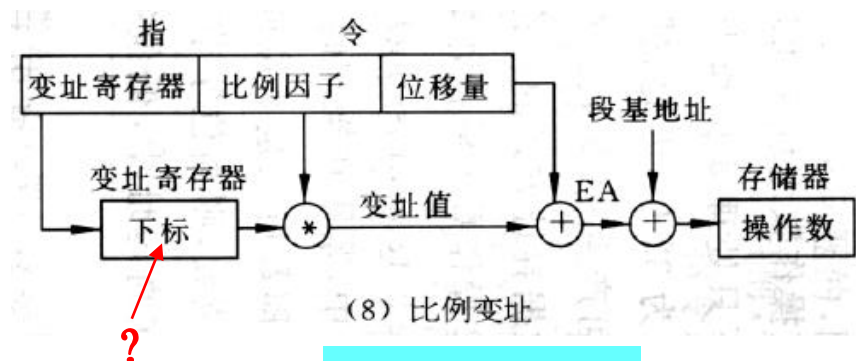 指 令
变址寄存器 比例因子 位移量
段基地址
变址寄存器 变址值 EA 存储器
下标 * + + 操作数
(8) 比例变址
?